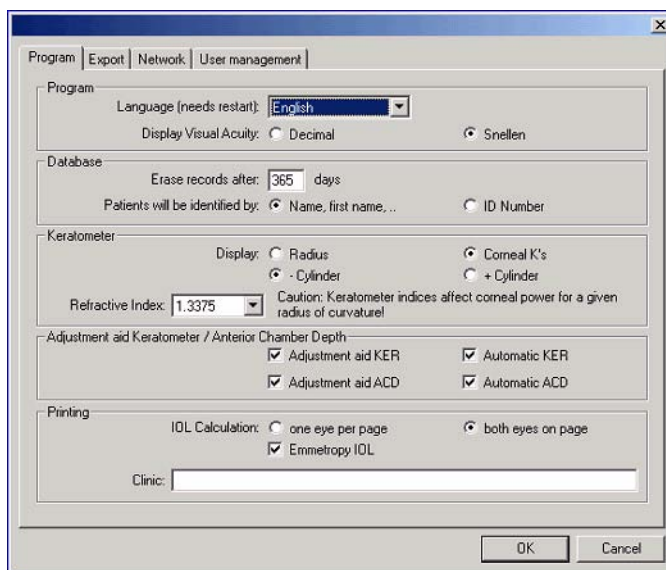 Program Export Network User management
Program
Language (needs restart): English
Display Visual Acuity: Decimal Snellen
Database
Erase records after: 365 days
Patients will be identified by: Name, first name, .. ID Number
Keratometer
Display: Radius Corneal K's
- Cylinder + Cylinder
Refractive Index: 1.3375 Caution: Keratometer indices affect corneal power for a given
radius of curvature!
Adjustment aid Keratometer / Anterior Chamber Depth
Adjustment aid KER Automatic KER
Adjustment aid ACD Automatic ACD
Printing
IOL Calculation: one eye per page both eyes on page
Emmetropy IOL
Clinic:
OK Cancel